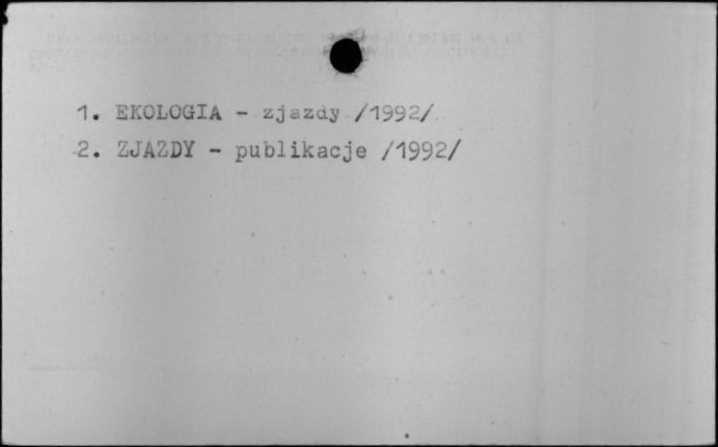 1. EKOLOGIA - zjazdy /1992/
2. ZJAZDY - publikacje /1992/